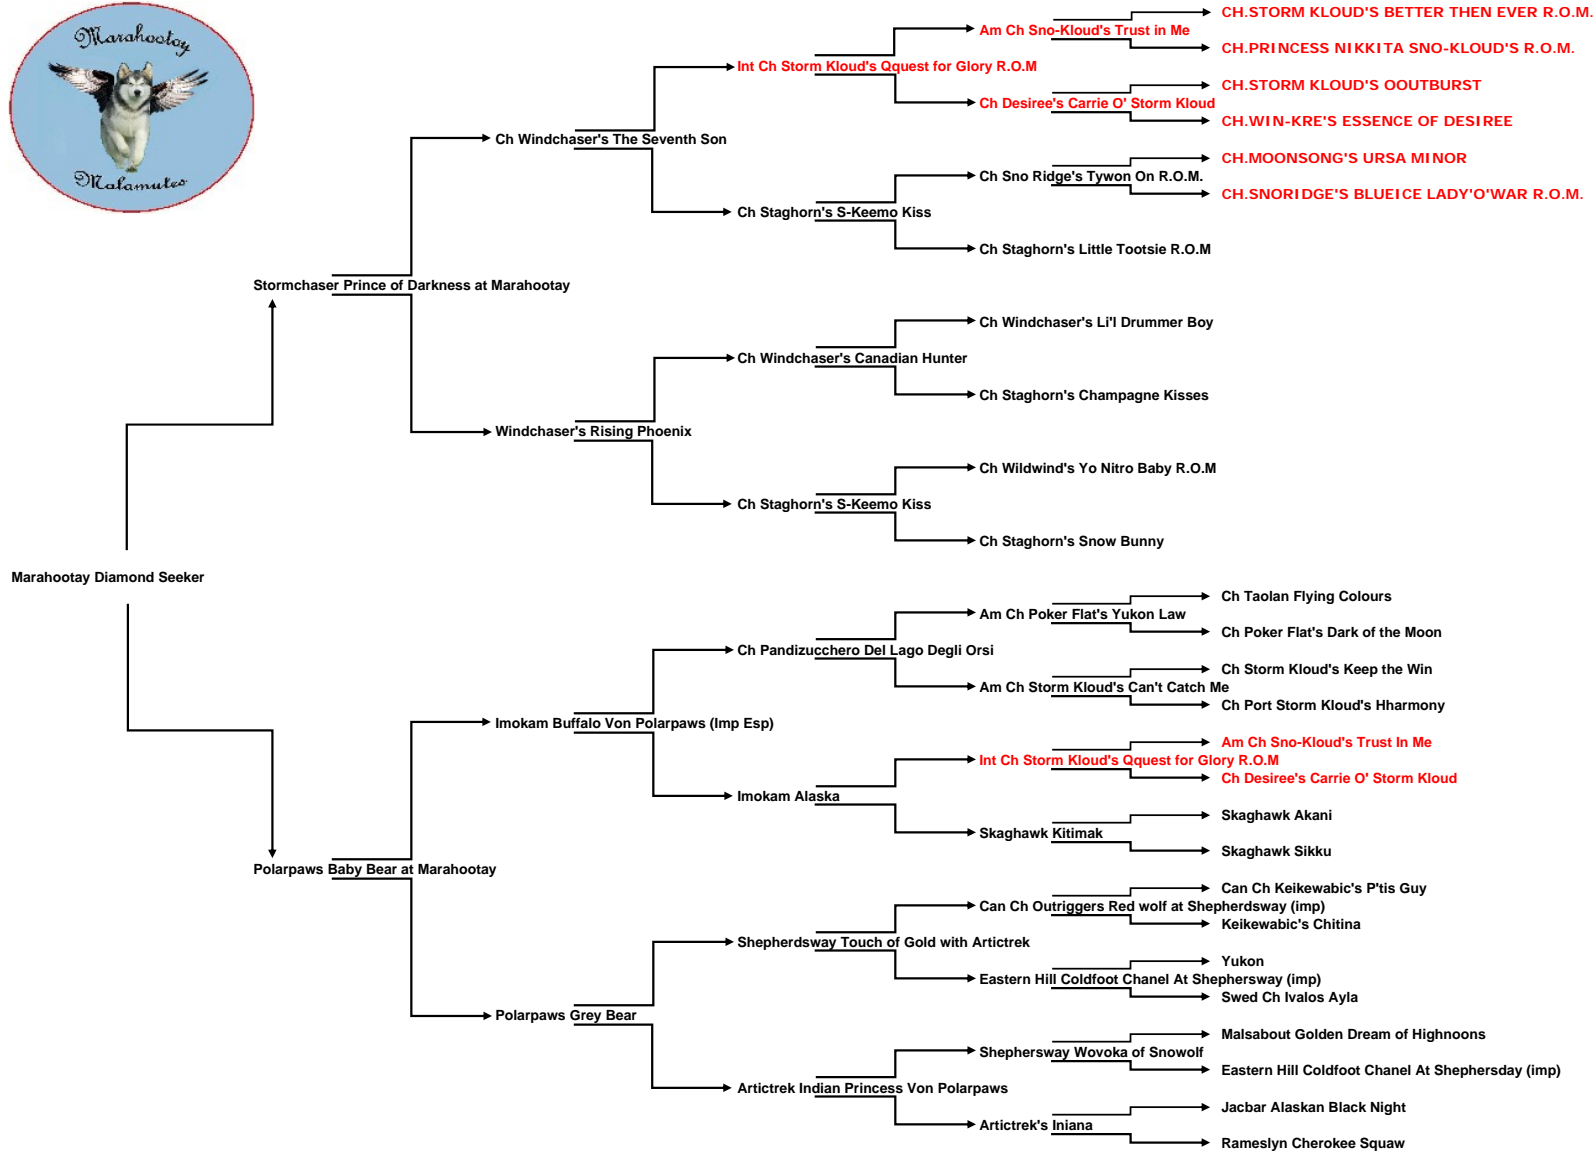 Marahootay
Malamutes
CH.STORM KLOUD'S BETTER THEN EVER R.O.M.
Am Ch Sno-Kloud's Trust in Me
CH.PRINCESS NIKKITA SNO-KLOUD'S R.O.M.
Int Ch Storm Kloud's Qquest for Glory R.O.M
CH.STORM KLOUD'S OOUTBURST
Ch Desiree's Carrie O' Storm Kloud
CH.WIN-KRE'S ESSENCE OF DESIREE
Ch Windchaser's The Seventh Son
CH.MOONSONG'S URSA MINOR
Ch Sno Ridge's Tywon On R.O.M.
CH.SNORIDGE'S BLUEICE LADY'O'WAR R.O.M.
Ch Staghorn's S-Keemo Kiss
Ch Staghorn's Little Tootsie R.O.M
Stormchaser Prince of Darkness at Marahootay
Ch Windchaser's Li'l Drummer Boy
Ch Windchaser's Canadian Hunter
Ch Staghorn's Champagne Kisses
Windchaser's Rising Phoenix
Ch Wildwind's Yo Nitro Baby R.O.M
Ch Staghorn's S-Keemo Kiss
Ch Staghorn's Snow Bunny
Marahootay Diamond Seeker
Ch Taolan Flying Colours
Am Ch Poker Flat's Yukon Law
Ch Poker Flat's Dark of the Moon
Ch Pandizucchero Del Lago Degli Orsi
Ch Storm Kloud's Keep the Win
Am Ch Storm Kloud's Can't Catch Me
Ch Port Storm Kloud's Hharmony
Imokam Buffalo Von Polarpaws (Imp Esp)
Am Ch Sno-Kloud's Trust In Me
Int Ch Storm Kloud's Qquest for Glory R.O.M
Ch Desiree's Carrie O' Storm Kloud
Imokam Alaska
Skaghawk Akani
Skaghawk Kitimak
Skaghawk Sikku
Polarpaws Baby Bear at Marahootay
Can Ch Keikewabic's P'tis Guy
Can Ch Outriggers Red wolf at Shepherdsway (imp)
Keikewabic's Chitina
Shepherdsway Touch of Gold with Artictrek
Yukon
Eastern Hill Coldfoot Chanel At Shephersway (imp)
Swed Ch Ivalos Ayla
Polarpaws Grey Bear
Malsabout Golden Dream of Highnoons
Shephersway Wovoka of Snowolf
Eastern Hill Coldfoot Chanel At Shephersday (imp)
Artictrek Indian Princess Von Polarpaws
Jacbar Alaskan Black Night
Artictrek's Iniana
Rameslyn Cherokee Squaw